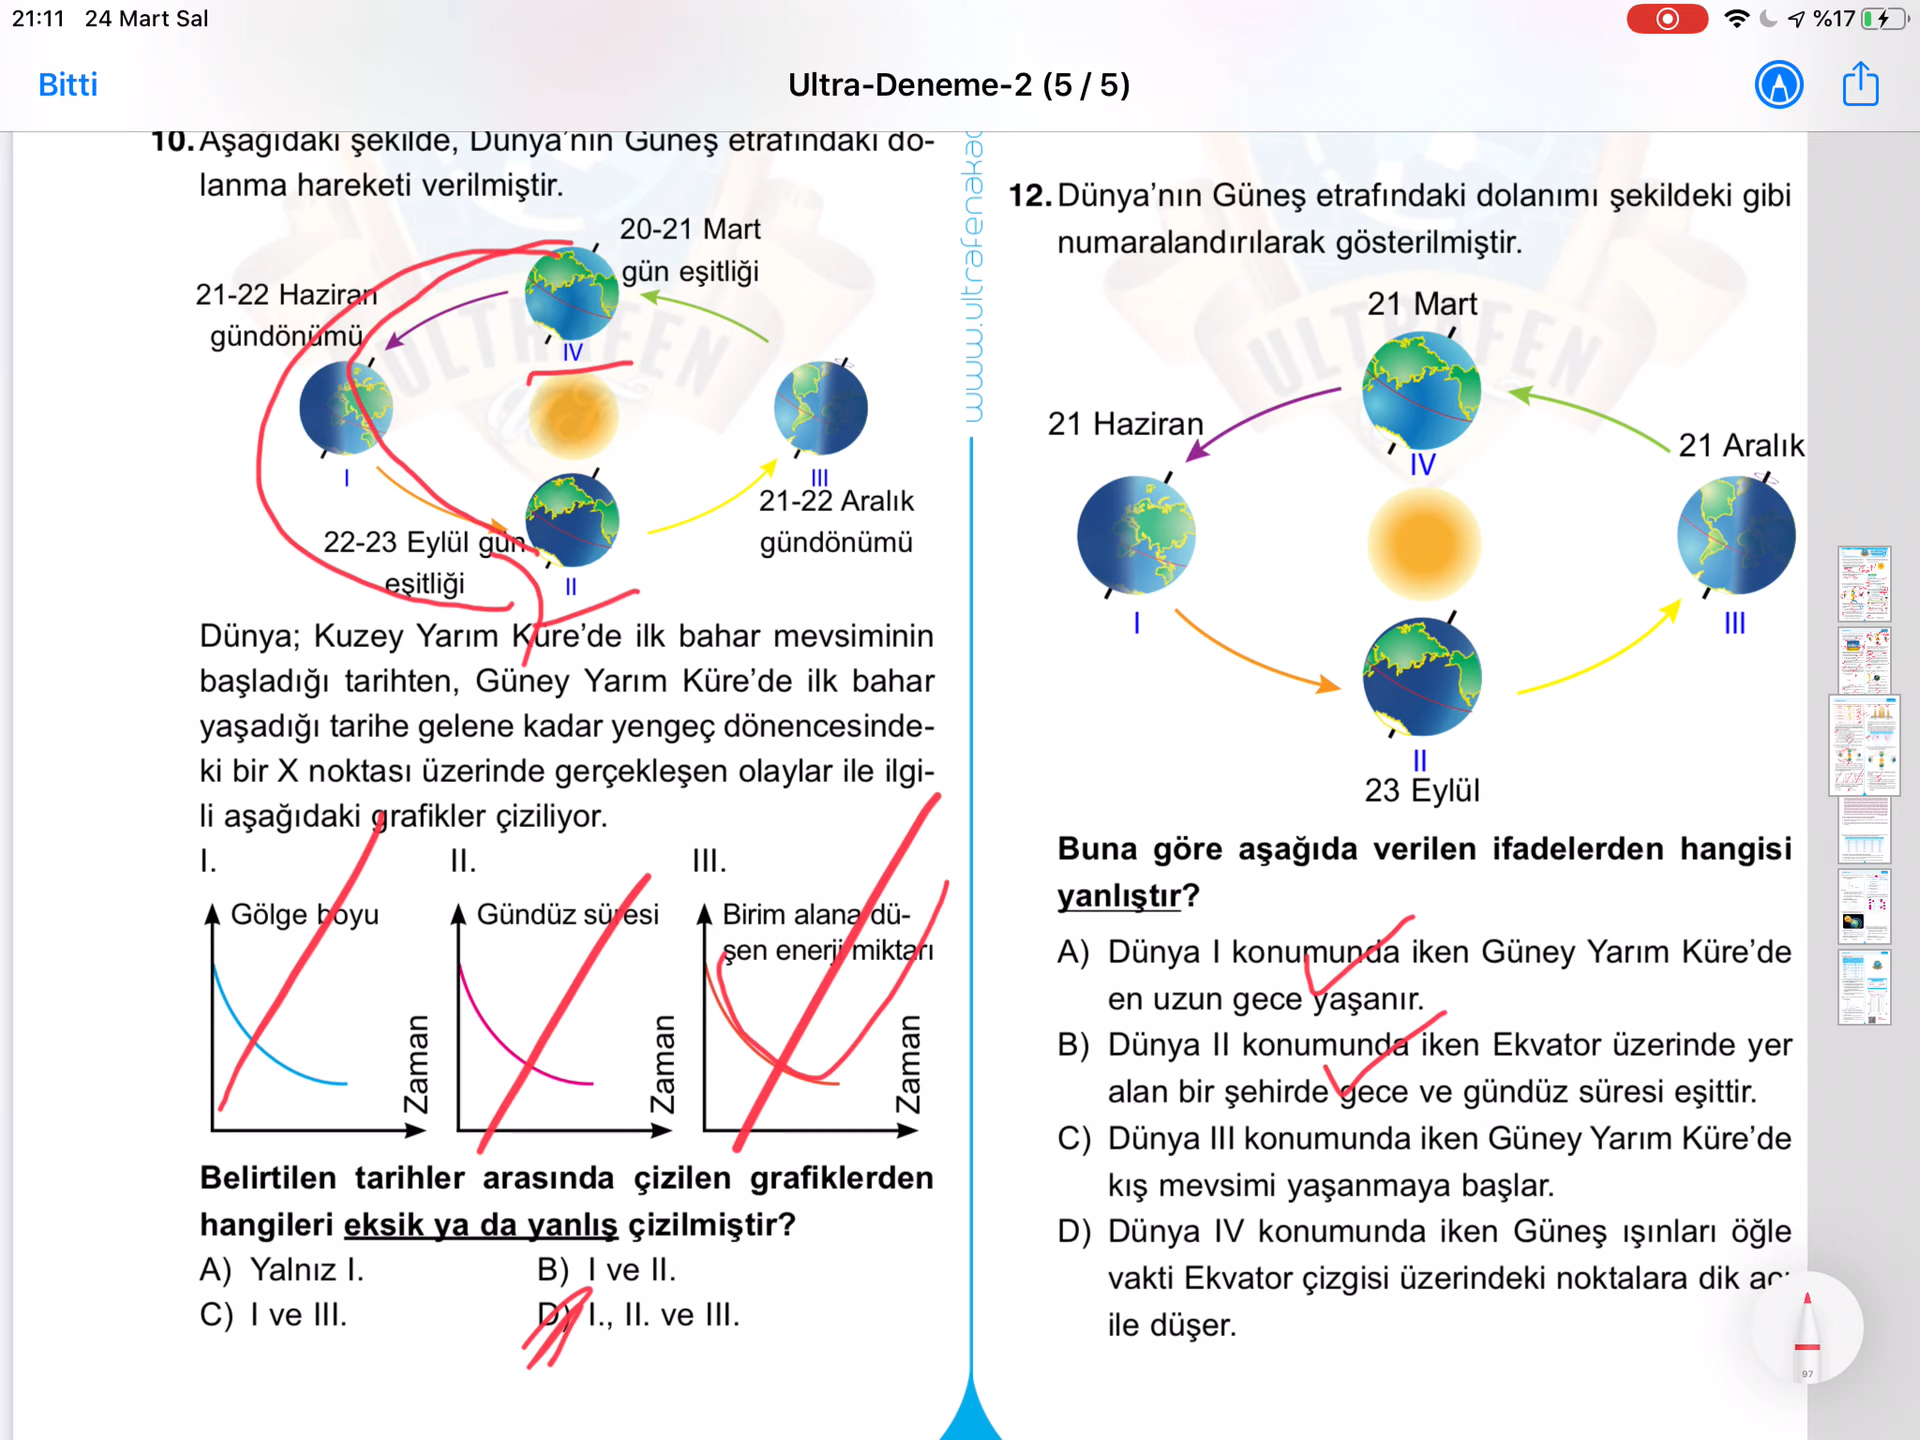 21:11 24 Mart Sal
%17
Bitti
Ultra-Deneme-2 (5 / 5)
10. Aşağıdaki şekilde, Dünya'nın Güneş etrafındaki do-
lanma hareketi verilmiştir.
20-21 Mart
gün eşitliği
21-22 Haziran
gündönümü
IV
I
III
21-22 Aralık
gündönümü
22-23 Eylül gün
eşitliği
II
Dünya; Kuzey Yarım Küre'de ilk bahar mevsiminin
başladığı tarihten, Güney Yarım Küre'de ilk bahar
yaşadığı tarihe gelene kadar yengeç dönencesinde-
ki bir X noktası üzerinde gerçekleşen olaylar ile ilgi-
li aşağıdaki grafikler çiziliyor.
I.
II.
III.
Gölge boyu
Zaman
Gündüz süresi
Zaman
Birim alana dü-
şen enerji miktarı
Zaman
Belirtilen tarihler arasında çizilen grafiklerden
hangileri eksik ya da yanlış çizilmiştir?
A) Yalnız I.
B) I ve II.
C) I ve III.
D) I., II. ve III.
ULTRAFEN
www.ultrafenakad
12. Dünya'nın Güneş etrafındaki dolanımı şekildeki gibi
numaralandırılarak gösterilmiştir.
21 Mart
IV
21 Haziran
I
21 Aralık
III
II
23 Eylül
ULTRAFEN
Buna göre aşağıda verilen ifadelerden hangisi
yanlıştır?
A) Dünya I konumunda iken Güney Yarım Küre'de
en uzun gece yaşanır.
B) Dünya II konumunda iken Ekvator üzerinde yer
alan bir şehirde gece ve gündüz süresi eşittir.
C) Dünya III konumunda iken Güney Yarım Küre'de
kış mevsimi yaşanmaya başlar.
D) Dünya IV konumunda iken Güneş ışınları öğle
vakti Ekvator çizgisi üzerindeki noktalara dik açı
ile düşer.
97